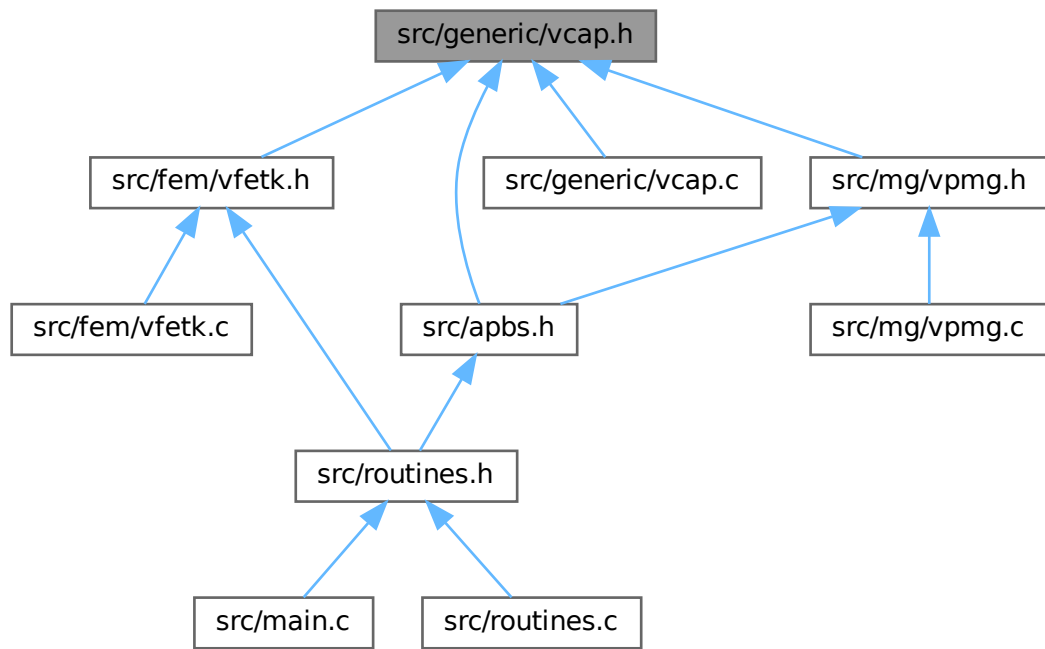 src/generic/vcap.h
src/fem/vfetk.h
src/generic/vcap.c
src/mg/vpmg.h
src/fem/vfetk.c
src/apbs.h
src/mg/vpmg.c
src/routines.h
src/main.c
src/routines.c